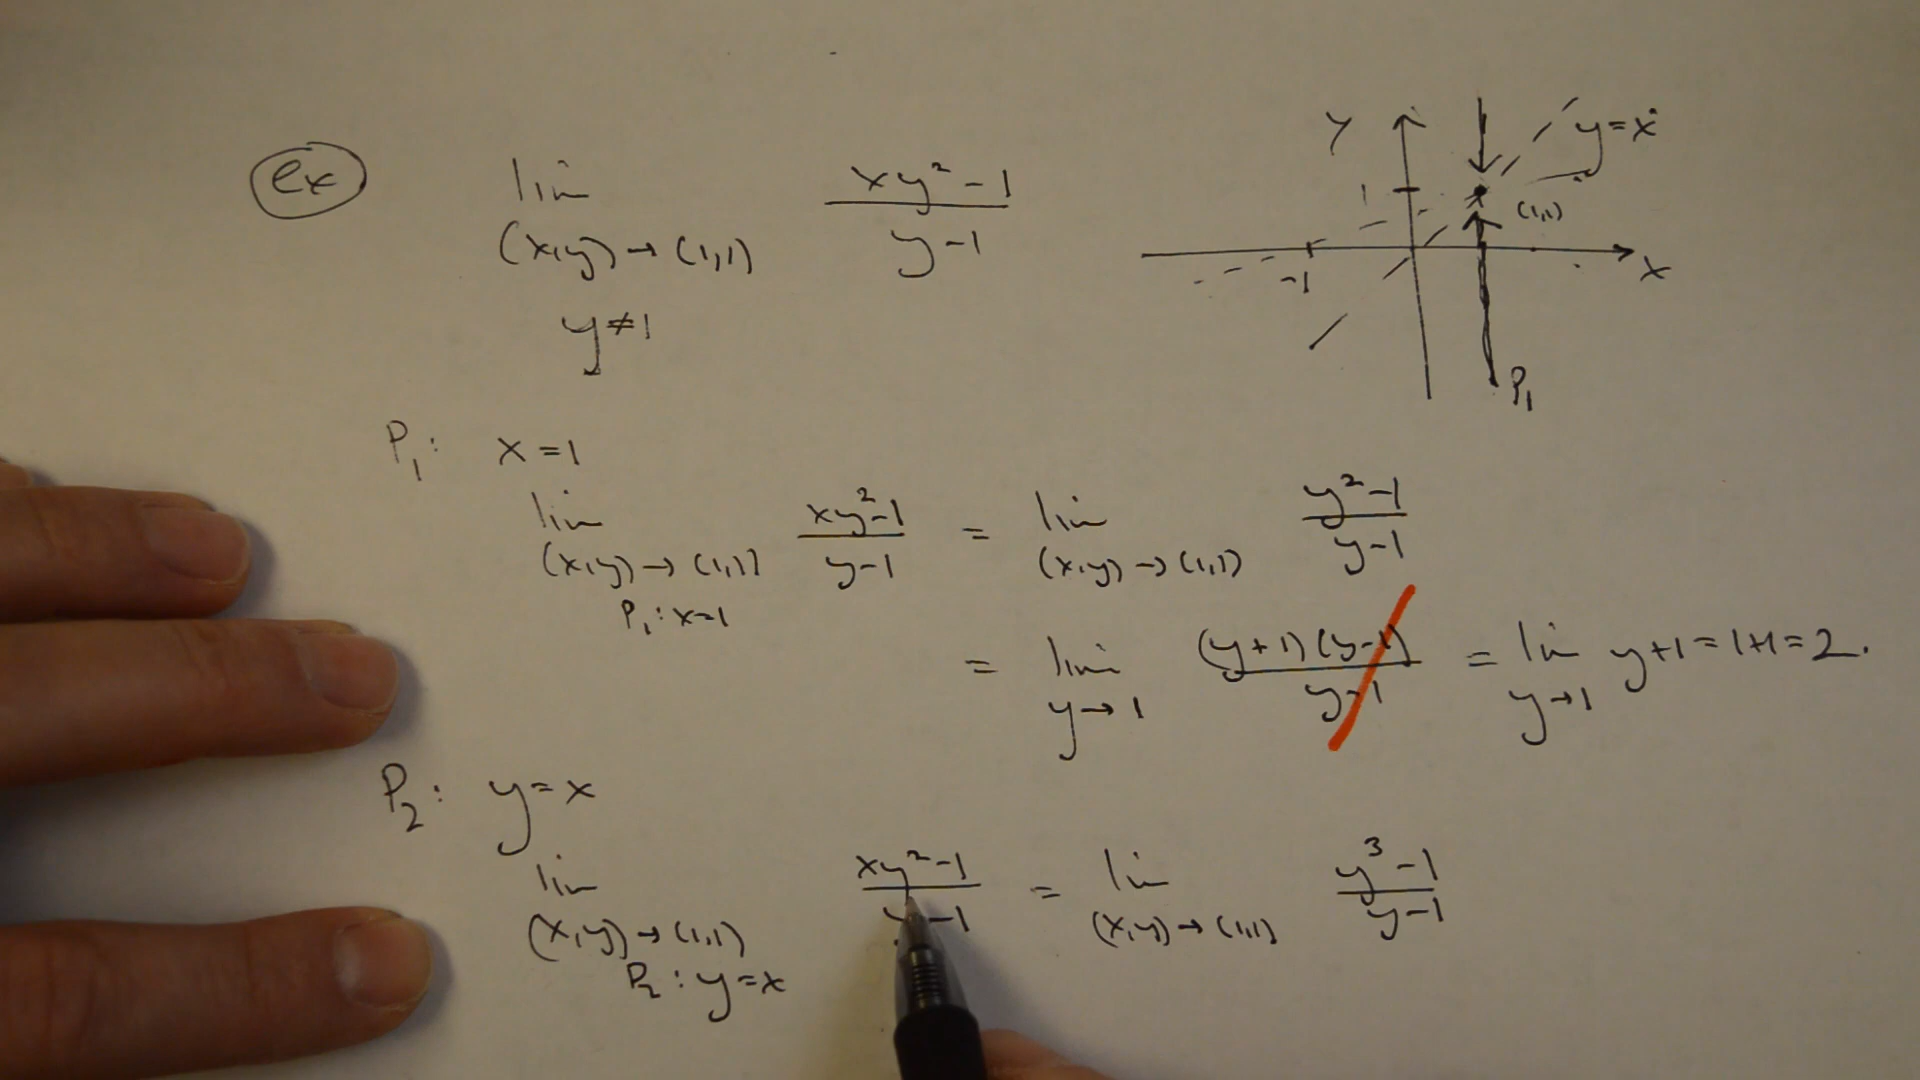 ex lim (x,y)→(1,1) y≠1 (xy²-1)/(y-1)
y
y=x
1
(1,1)
-1
x
P₁
P₁: x=1
lim (x,y)→(1,1) P₁: x=1 (xy²-1)/(y-1) = lim (x,y)→(1,1) (y²-1)/(y-1)
= lim y→1 (y+1)(y-1)/(y-1) = lim y→1 y+1=1+1=2.
P₂: y=x
lim (x,y)→(1,1) P₂: y=x (xy²-1)/(y-1) = lim (x,y)→(1,1) (y³-1)/(y-1)